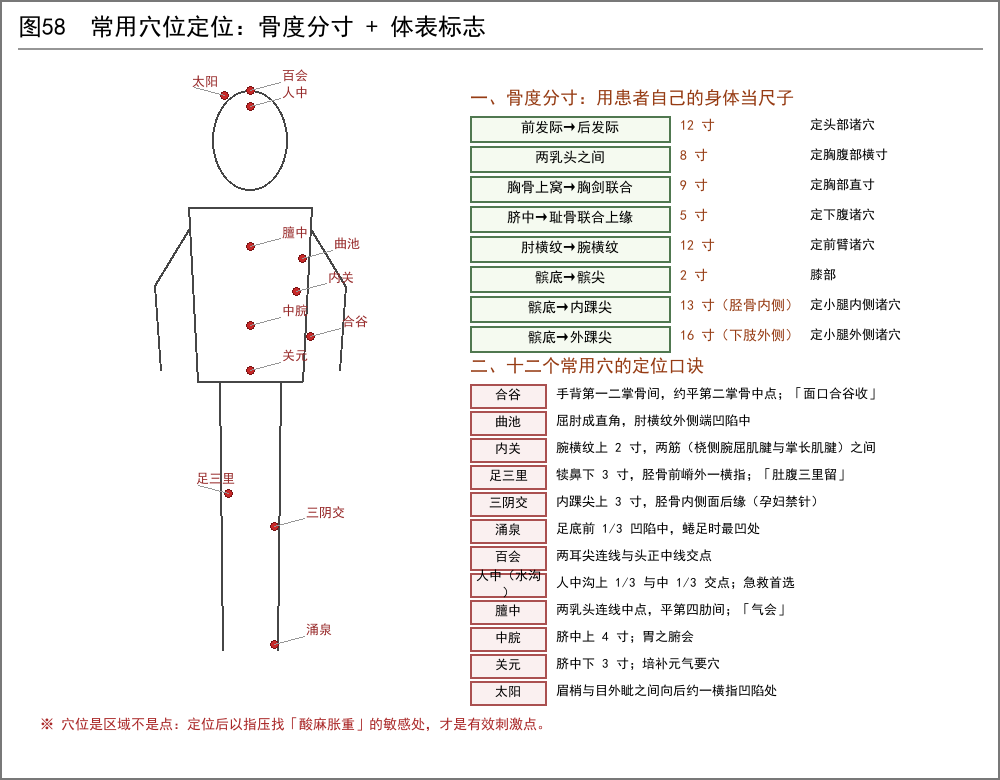 图58 常用穴位定位：骨度分寸 + 体表标志
太阳
百会
人中
膻中
曲池
内关
中脘
合谷
关元
足三里
三阴交
涌泉
一、骨度分寸：用患者自己的身体当尺子
前发际→后发际 12 寸 定头部诸穴
两乳头之间 8 寸 定胸腹部横寸
胸骨上窝→胸剑联合 9 寸 定胸部直寸
脐中→耻骨联合上缘 5 寸 定下腹诸穴
肘横纹→腕横纹 12 寸 定前臂诸穴
髌底→髌尖 2 寸 膝部
髌底→内踝尖 13 寸（胫骨内侧） 定小腿内侧诸穴
髌底→外踝尖 16 寸（下肢外侧） 定小腿外侧诸穴
二、十二个常用穴的定位口诀
合谷 手背第一二掌骨间，约平第二掌骨中点；「面口合谷收」
曲池 屈肘成直角，肘横纹外侧端凹陷中
内关 腕横纹上 2 寸，两筋（桡侧腕屈肌腱与掌长肌腱）之间
足三里 犊鼻下 3 寸，胫骨前嵴外一横指；「肚腹三里留」
三阴交 内踝尖上 3 寸，胫骨内侧面后缘（孕妇禁针）
涌泉 足底前 1/3 凹陷中，蜷足时最凹处
百会 两耳尖连线与头正中线交点
人中（水沟） 人中沟上 1/3 与中 1/3 交点；急救首选
膻中 两乳头连线中点，平第四肋间；「气会」
中脘 脐中上 4 寸；胃之腑会
关元 脐中下 3 寸；培补元气要穴
太阳 眉梢与目外眦之间向后约一横指凹陷处
※ 穴位是区域不是点：定位后以指压找「酸麻胀重」的敏感处，才是有效刺激点。